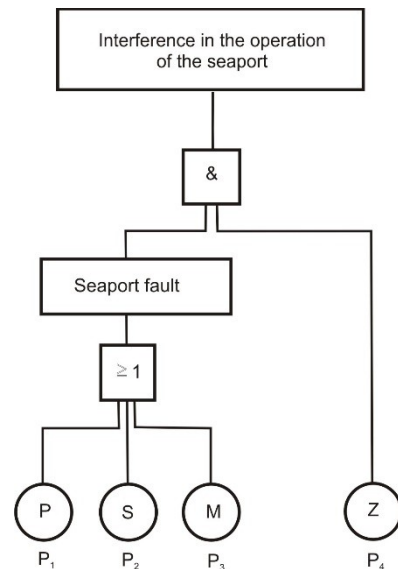 Interference in the operation
of the seaport
&
Seaport fault
≥ 1
P S M Z
P₁ P₂ P₃ P₄